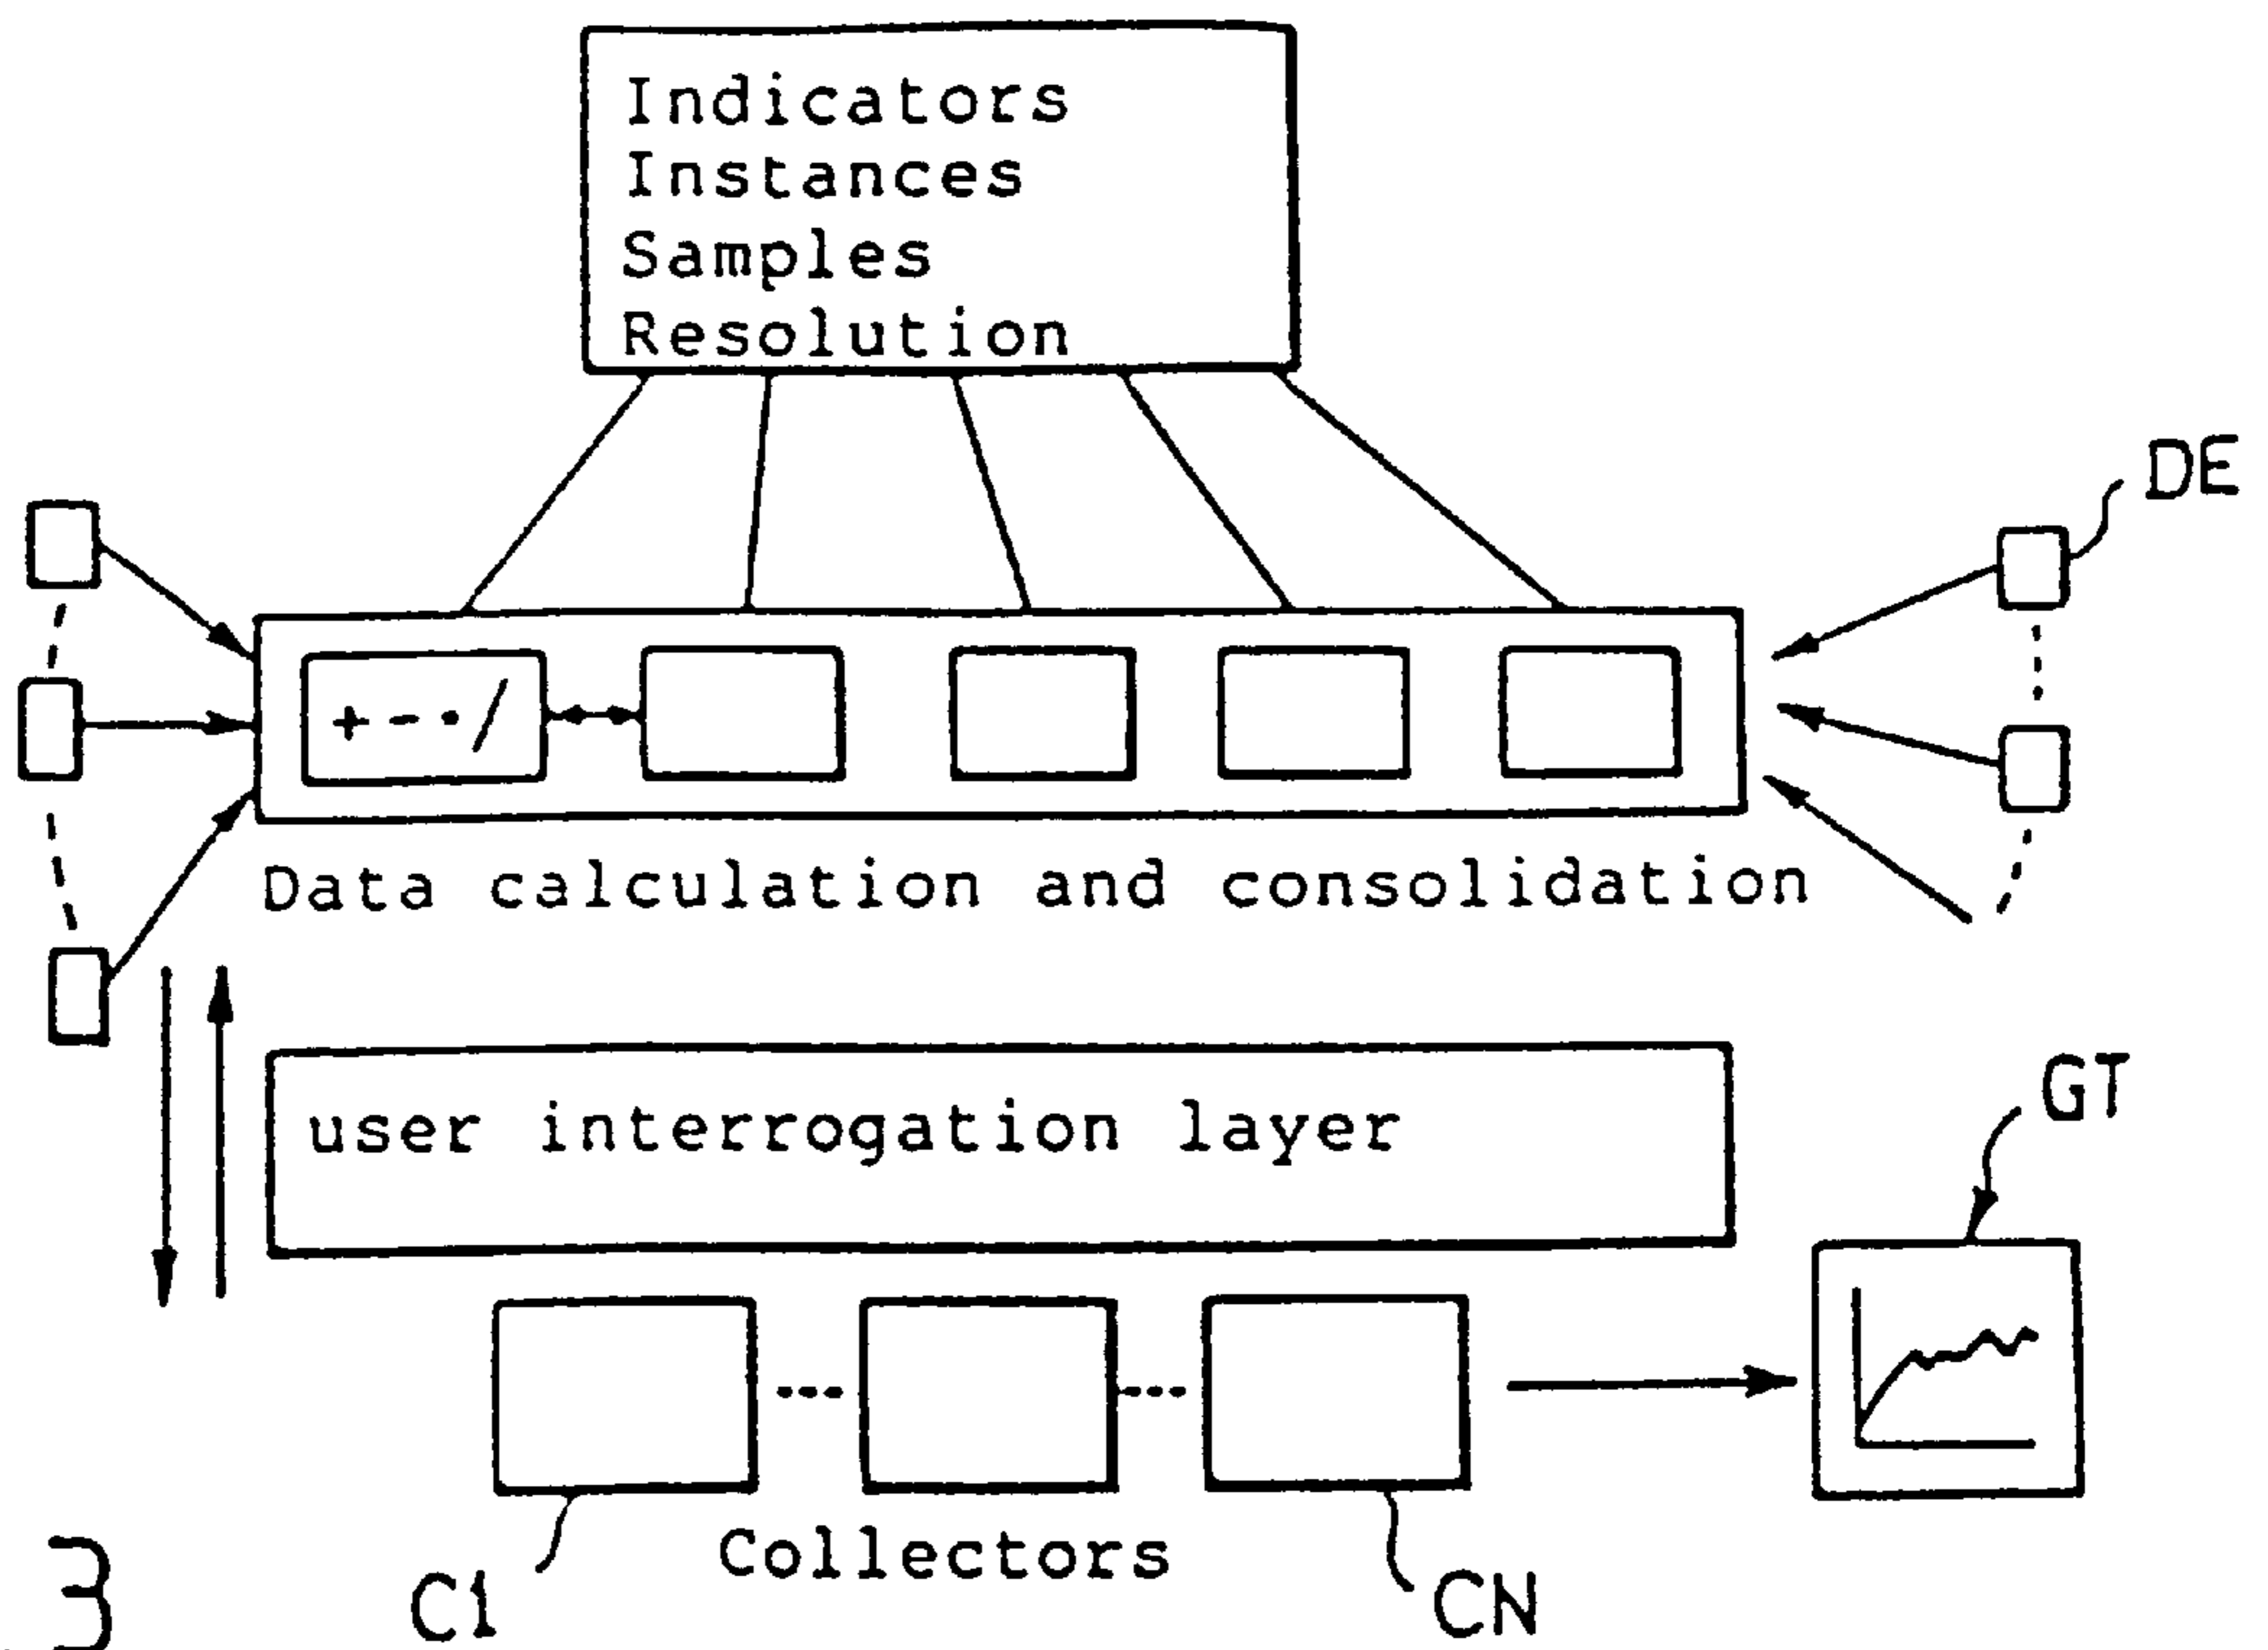 Indicators
Instances
Samples
Resolution
DE
+-·/
Data calculation and consolidation
user interrogation layer
GT
Collectors
C1
CN
3